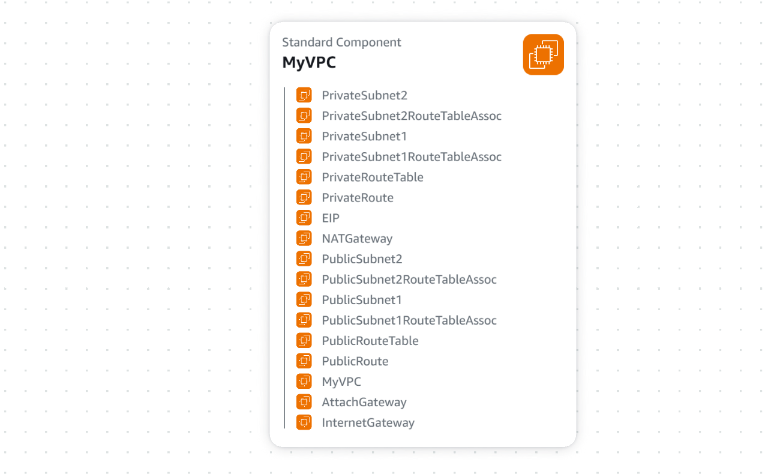 Standard Component
MyVPC
PrivateSubnet2
PrivateSubnet2RouteTableAssoc
PrivateSubnet1
PrivateSubnet1RouteTableAssoc
PrivateRouteTable
PrivateRoute
EIP
NATGateway
PublicSubnet2
PublicSubnet2RouteTableAssoc
PublicSubnet1
PublicSubnet1RouteTableAssoc
PublicRouteTable
PublicRoute
MyVPC
AttachGateway
InternetGateway